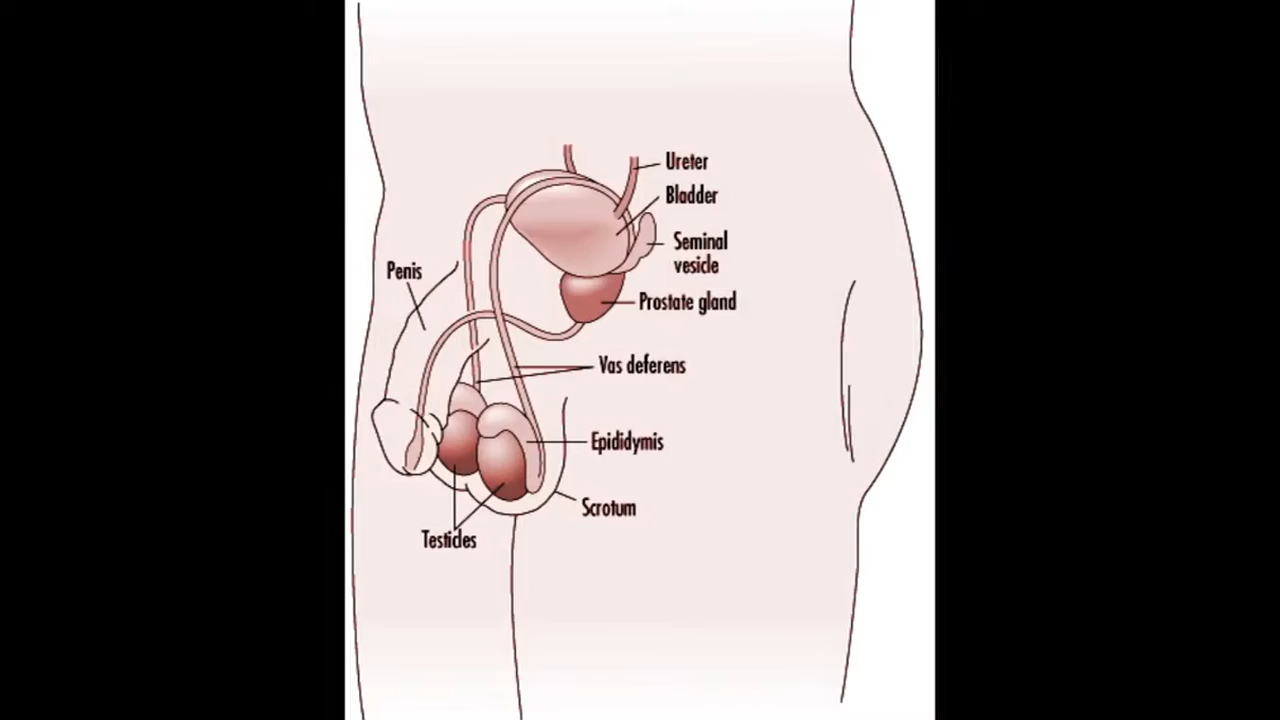 Ureter
Bladder
Seminal
vesicle
Penis
Prostate gland
Vas deferens
Epididymis
Scrotum
Testicles